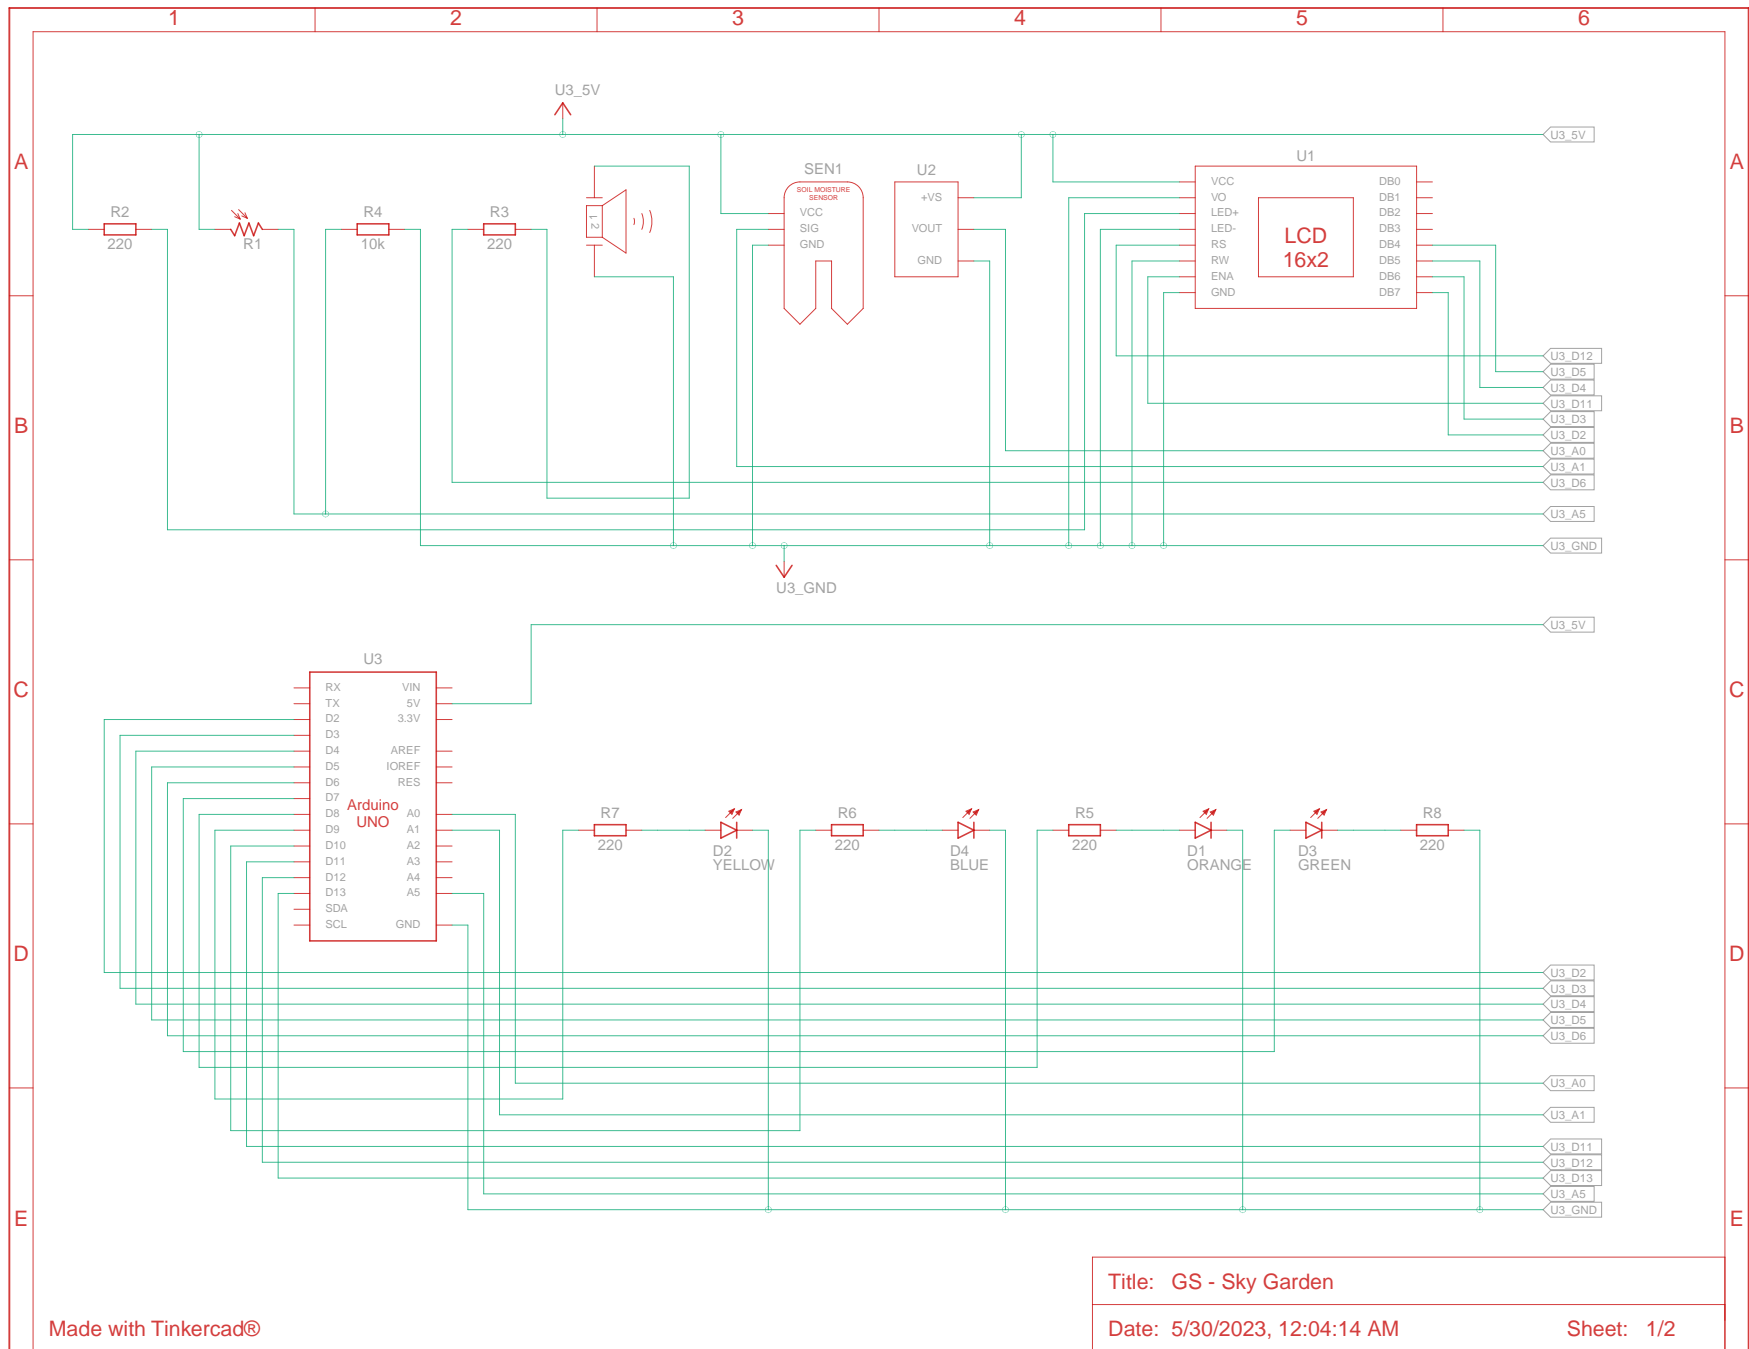 1 2 3 4 5 6
U3_5V
U3_5V
A A
SEN1 U2 U1
SOIL MOISTURE
SENSOR
VCC
SIG
GND
+VS
VOUT
GND
VCC DB0
VO DB1
LED+ DB2
LED- DB3
RS DB4
RW DB5
ENA DB6
GND DB7
LCD
16x2
R2
220
R1
R4
10k
R3
220
1 2
U3_D12
U3_D5
U3_D4
U3_D11
U3_D3
B B
U3_D2
U3_A0
U3_A1
U3_D6
U3_A5
U3_GND
U3_GND
U3_5V
C C
U3
RX VIN
TX 5V
D2 3.3V
D3
D4 AREF
D5 IOREF
D6 RES
D7
D8 A0
D9 A1
D10 A2
D11 A3
D12 A4
D13 A5
SDA
SCL GND
Arduino
UNO
R7
220
D2
YELLOW
R6
220
D4
BLUE
R5
220
D1
ORANGE
D3
GREEN
R8
220
D D
U3_D2
U3_D3
U3_D4
U3_D5
U3_D6
U3_A0
U3_A1
U3_D11
U3_D12
U3_D13
U3_A5
U3_GND
E E
Title: GS - Sky Garden
Made with Tinkercad®
Date: 5/30/2023, 12:04:14 AM Sheet: 1/2